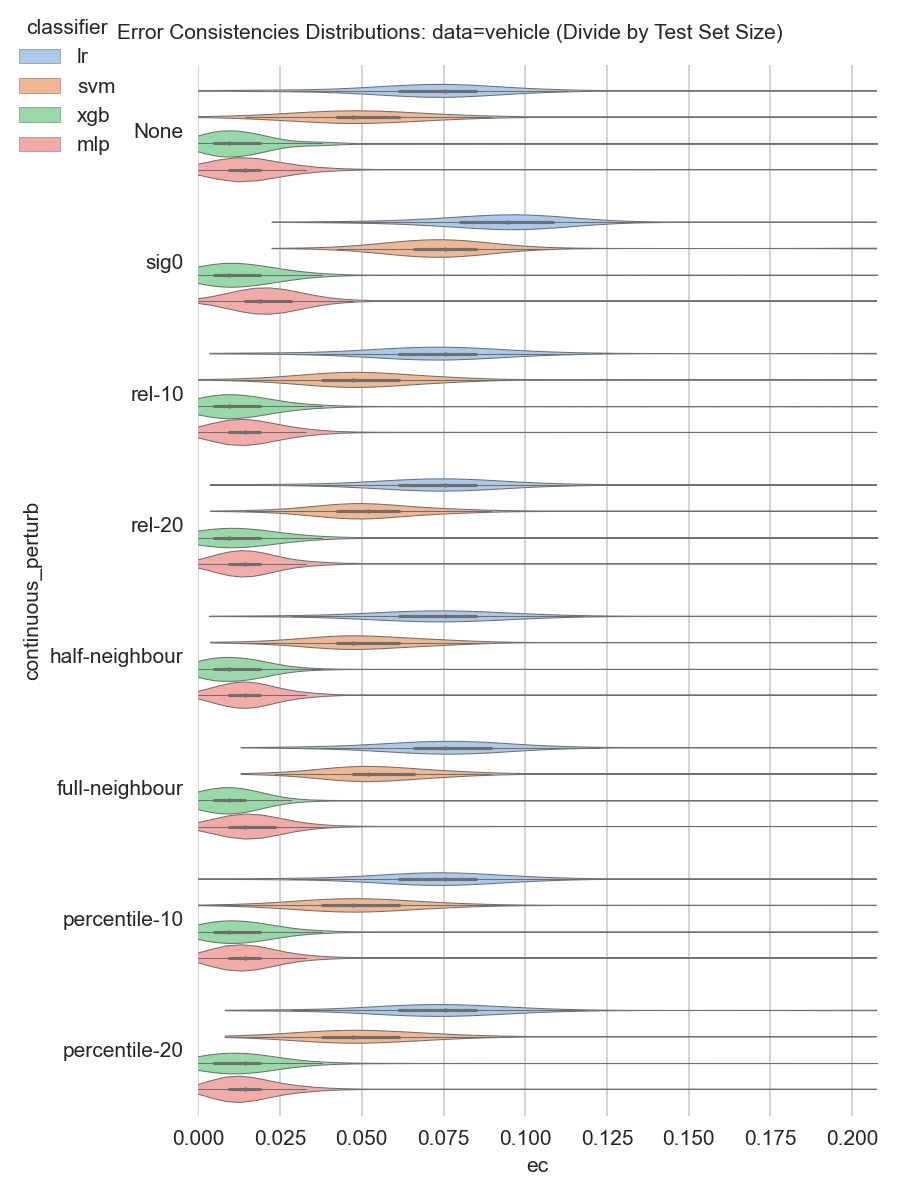 classifier
Error Consistencies Distributions: data=vehicle (Divide by Test Set Size)
lr
svm
xgb
mlp
None
sig0
rel-10
rel-20
half-neighbour
full-neighbour
percentile-10
percentile-20
continuous_perturb
0.000 0.025 0.050 0.075 0.100 0.125 0.150 0.175 0.200
ec